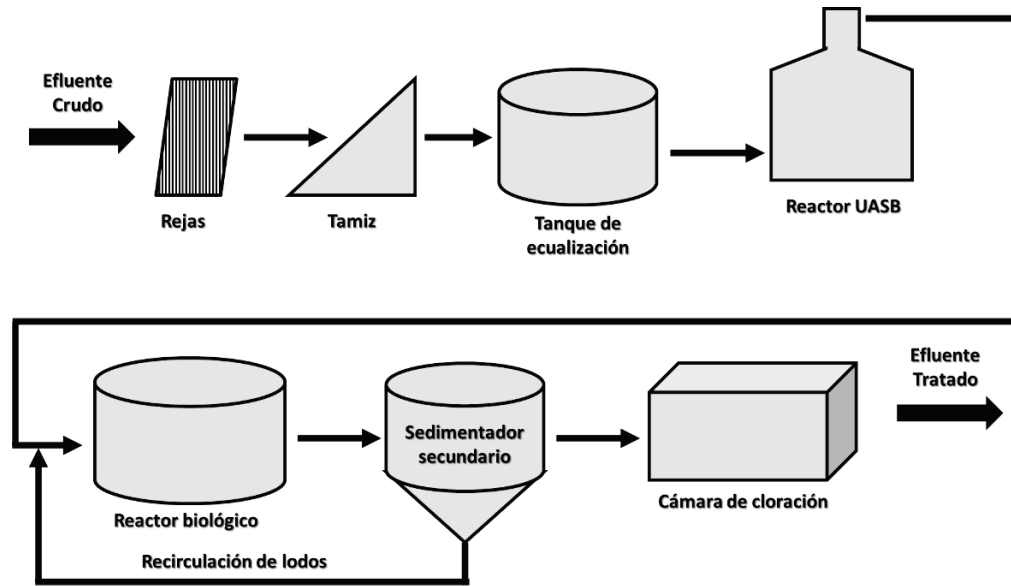 Efluente
Crudo
Rejas
Tamiz
Tanque de
ecualización
Reactor UASB
Efluente
Tratado
Sedimentador
secundario
Cámara de cloración
Reactor biológico
Recirculación de lodos